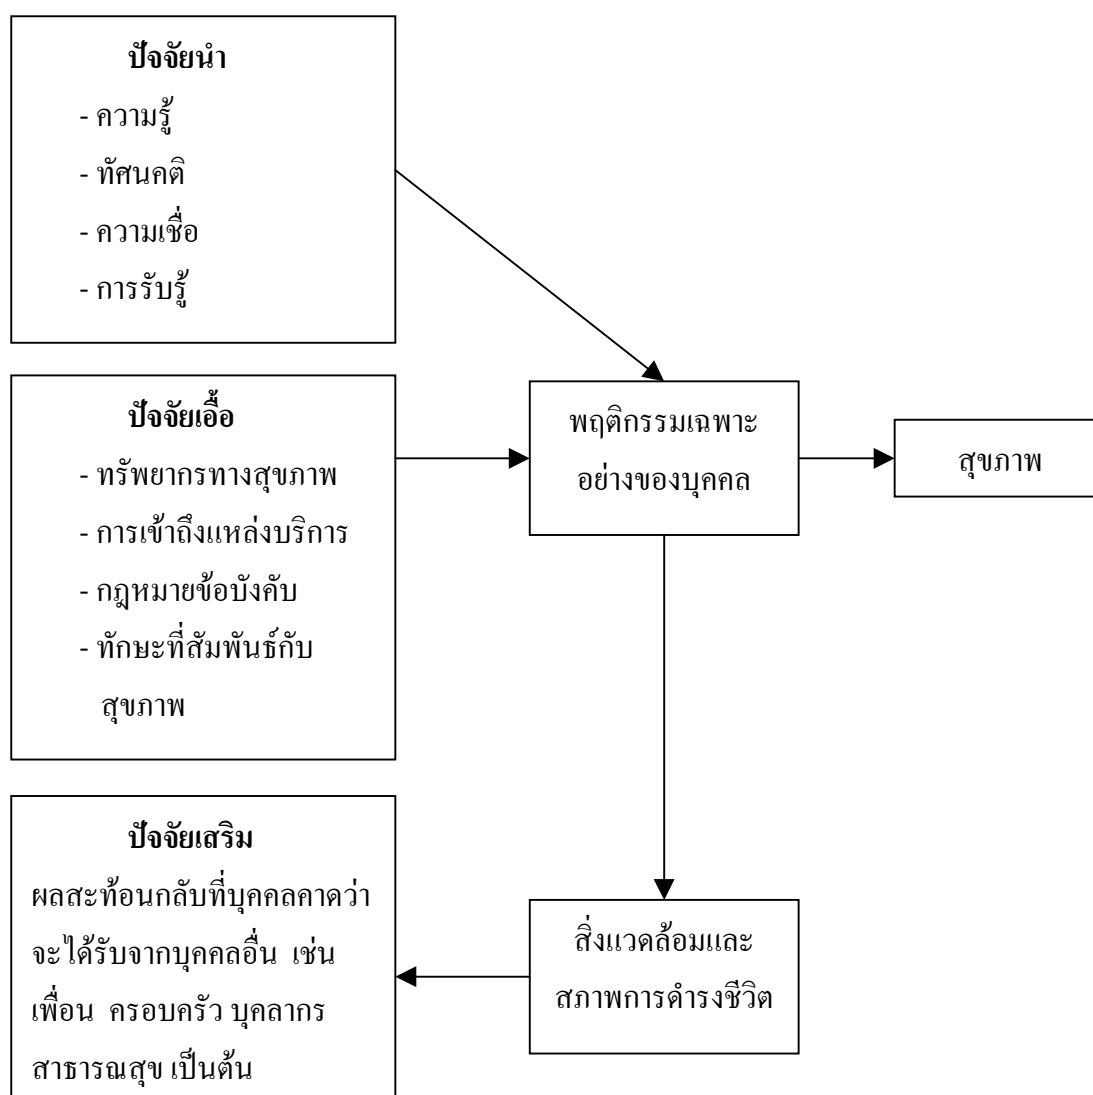 ปัจจัยนำ
- ความรู้
- ทัศนคติ
- ความเชื่อ
- การรับรู้
ปัจจัยเอื้อ
- ทรัพยากรทางสุขภาพ
- การเข้าถึงแหล่งบริการ
- กฎหมายข้อบังคับ
- ทักษะที่สัมพันธ์กับ
สุขภาพ
พฤติกรรมเฉพาะ
อย่างของบุคคล
สุขภาพ
ปัจจัยเสริม
ผลสะท้อนกลับที่บุคคลคาดว่า
จะได้รับจากบุคคลอื่น เช่น
เพื่อน ครอบครัว บุคลากร
สาธารณสุข เป็นต้น
สิ่งแวดล้อมและ
สภาพการดำรงชีวิต